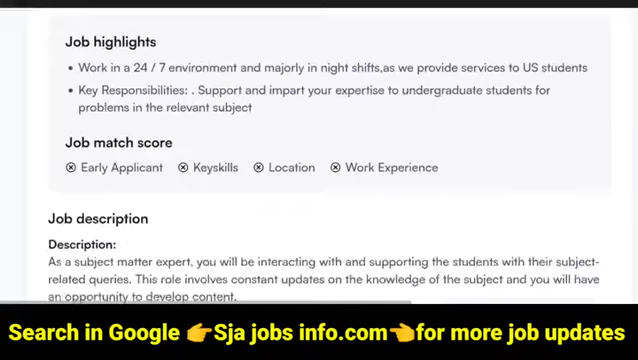 Job highlights
Work in a 24 / 7 environment and majorly in night shifts,as we provide services to US students
Key Responsibilities: . Support and impart your expertise to undergraduate students for
problems in the relevant subject
Job match score
Early Applicant Keyskills Location Work Experience
Job description
Description:
As a subject matter expert, you will be interacting with and supporting the students with their subject-
related queries. This role involves constant updates on the knowledge of the subject and you will have
an opportunity to develop content.
Search in Google 👉Sja jobs info.com👈for more job updates